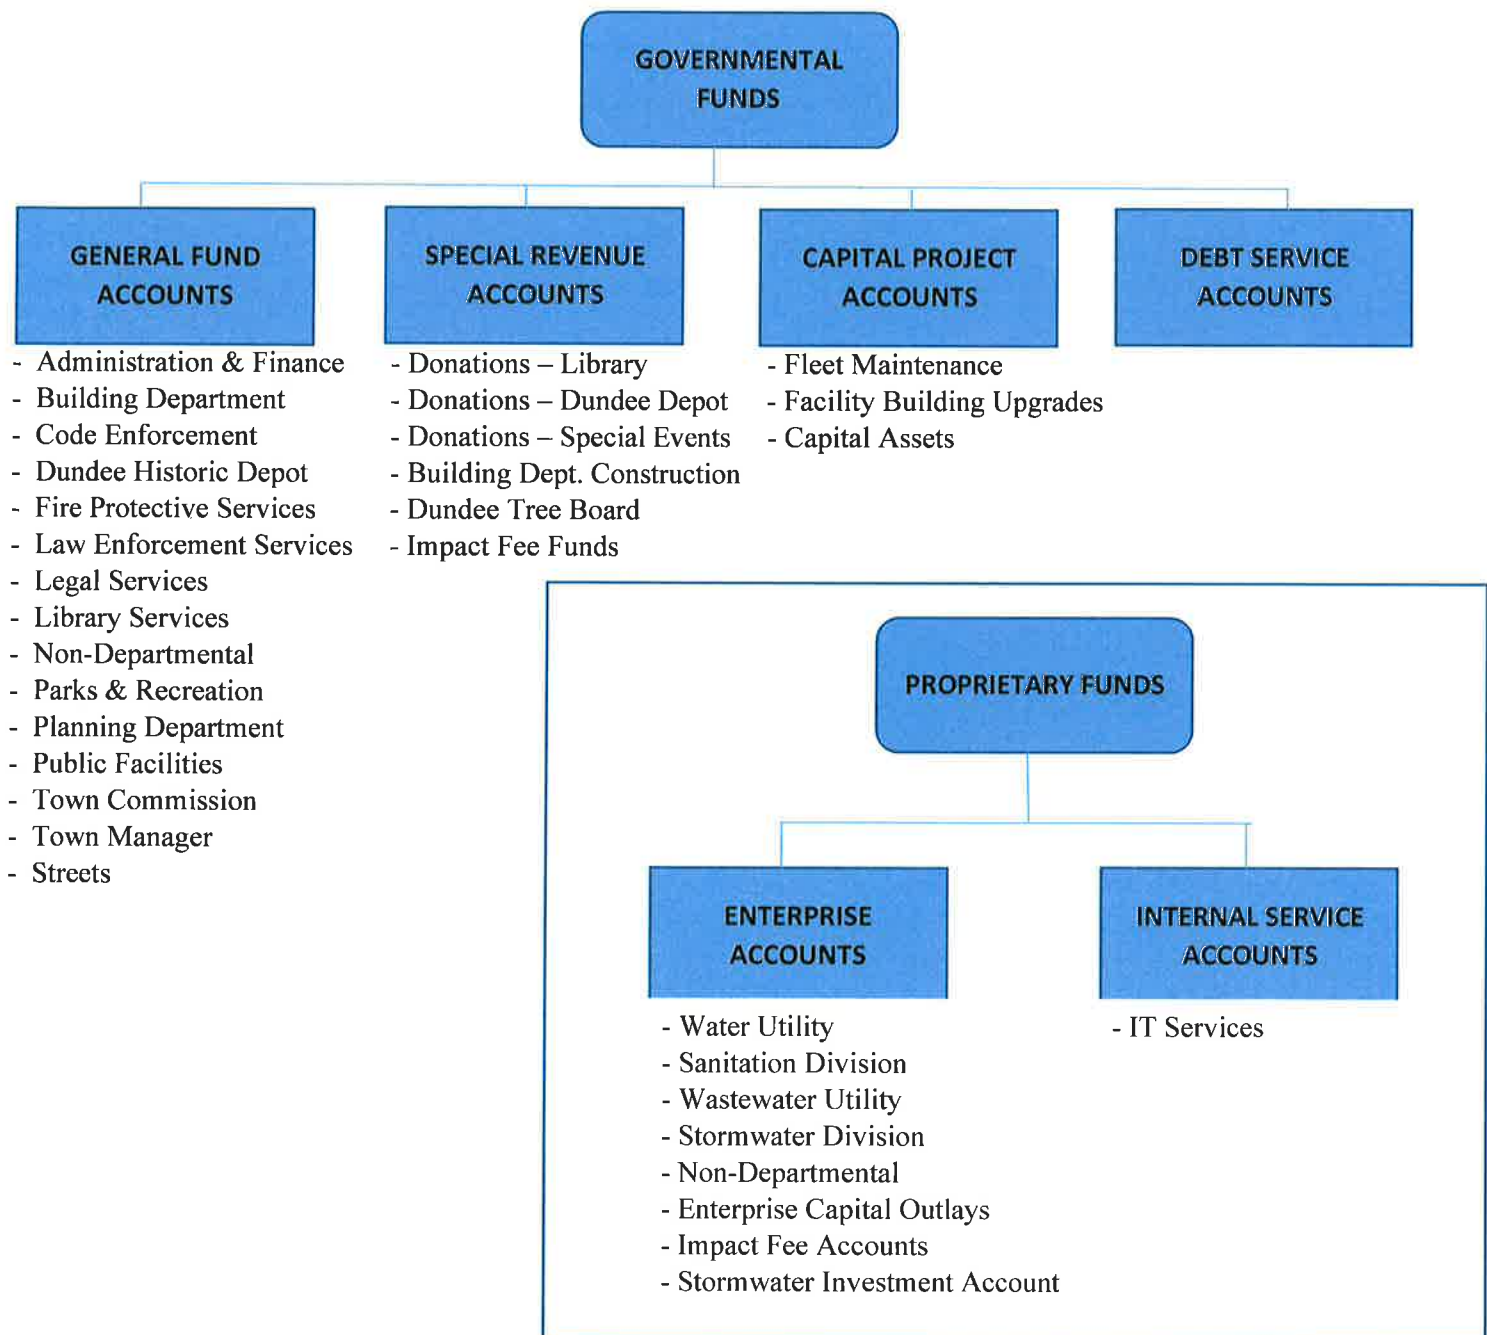 GOVERNMENTAL
FUNDS
GENERAL FUND
ACCOUNTS
- Administration & Finance
- Building Department
- Code Enforcement
- Dundee Historic Depot
- Fire Protective Services
- Law Enforcement Services
- Legal Services
- Library Services
- Non-Departmental
- Parks & Recreation
- Planning Department
- Public Facilities
- Town Commission
- Town Manager
- Streets
SPECIAL REVENUE
ACCOUNTS
- Donations – Library
- Donations – Dundee Depot
- Donations – Special Events
- Building Dept. Construction
- Dundee Tree Board
- Impact Fee Funds
CAPITAL PROJECT
ACCOUNTS
- Fleet Maintenance
- Facility Building Upgrades
- Capital Assets
DEBT SERVICE
ACCOUNTS
PROPRIETARY FUNDS
ENTERPRISE
ACCOUNTS
- Water Utility
- Sanitation Division
- Wastewater Utility
- Stormwater Division
- Non-Departmental
- Enterprise Capital Outlays
- Impact Fee Accounts
- Stormwater Investment Account
INTERNAL SERVICE
ACCOUNTS
- IT Services